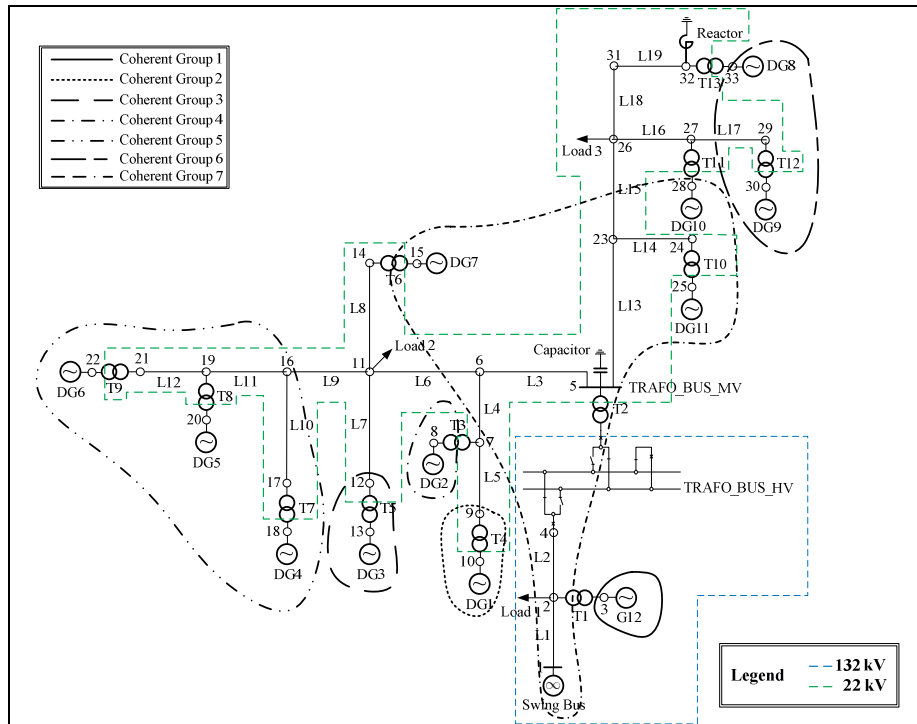 Coherent Group 1
Coherent Group 2
Coherent Group 3
Coherent Group 4
Coherent Group 5
Coherent Group 6
Coherent Group 7
Reactor
31 L19 32 T13 33 DG8
L18
26 L16 27 L17 29
Load 3
T11 T12
L15 28 30
DG10 DG9
23 L14 24
T10
25
L13 DG11
14 T6 15 DG7
L8
Load 2
Capacitor
11 6
L9 L6 L3 5 TRAFO_BUS_MV
22 21 19 16
DG6 T9 L12 L11
T8 T2
20
DG5
L10 L7 L4
8 T3 7
DG2
L5
TRAFO_BUS_HV
17 12 9
T7 T5 T4
18 13 10
DG4 DG3 DG1
4
L2
Load 1 2 T1 3 G12
L1
1
Swing Bus
Legend
132 kV
22 kV